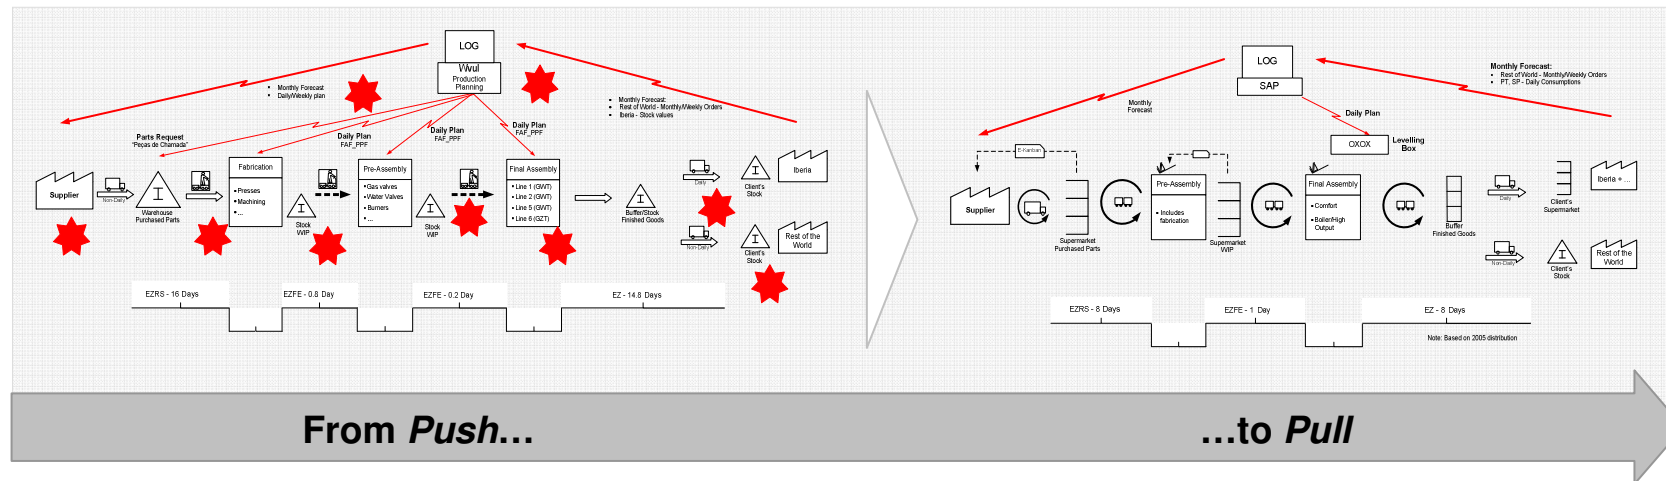 LOG
Wvul
Production
Planning
• Monthly Forecast
• Daily/Weekly plan
• Monthly Forecast:
• Rest of World - Monthly/Weekly Orders
• Iberia - Stock values
Parts Request
"Peças de Chamada"
Daily Plan
FAF_PPF
Daily Plan
FAF_PPF
Daily Plan
FAF_PPF
Supplier
Non-Daily
I
Warehouse
Purchased Parts
Fabrication
• Presses
• Machining
• ...
I
Stock
WIP
Pre-Assembly
• Gas valves
• Water Valves
• Burners
• ...
I
Stock
WIP
Final Assembly
• Line 1 (GWT)
• Line 2 (GWT)
• Line 5 (GWT)
• Line 6 (GZT)
I
Buffer/Stock
Finished Goods
Daily
I
Client's
Stock
Iberia
Non-Daily
I
Client's
Stock
Rest of the
World
EZRS - 16 Days
EZFE - 0.8 Day
EZFE - 0.2 Day
EZ - 14.8 Days
LOG
SAP
Monthly
Forecast
Monthly Forecast:
• Rest of World - Monthly/Weekly Orders
• PT, SP - Daily Consumptions
Daily Plan
OXOX
Levelling
Box
E-Kanban
Supplier
Supermarket
Purchased Parts
Pre-Assembly
• Includes
fabrication
Supermarket
WIP
Final Assembly
• Comfort
• Boiler/High
Output
Buffer
Finished Goods
Daily
Client's
Supermarket
Iberia + ...
Non-Daily
I
Client's
Stock
Rest of the
World
EZRS - 8 Days
EZFE - 1 Day
EZ - 8 Days
Note: Based on 2005 distribution
From Push...
...to Pull